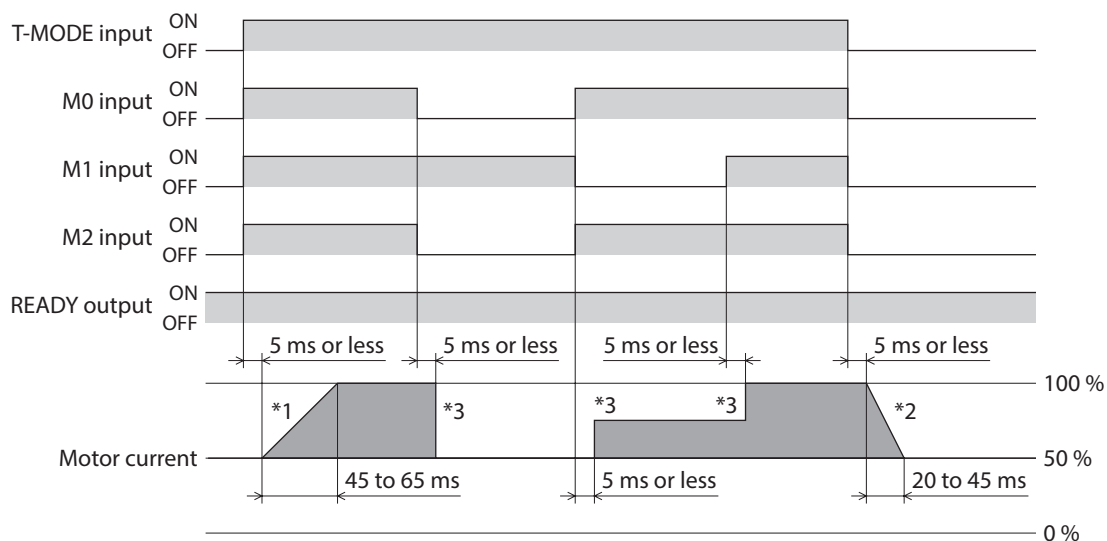 T-MODE input ON
OFF
M0 input ON
OFF
M1 input ON
OFF
M2 input ON
OFF
READY output ON
OFF
5 ms or less 5 ms or less 5 ms or less 5 ms or less
100 %
*1 *3 *3 *3 *2
Motor current 50 %
45 to 65 ms 5 ms or less 20 to 45 ms
0 %